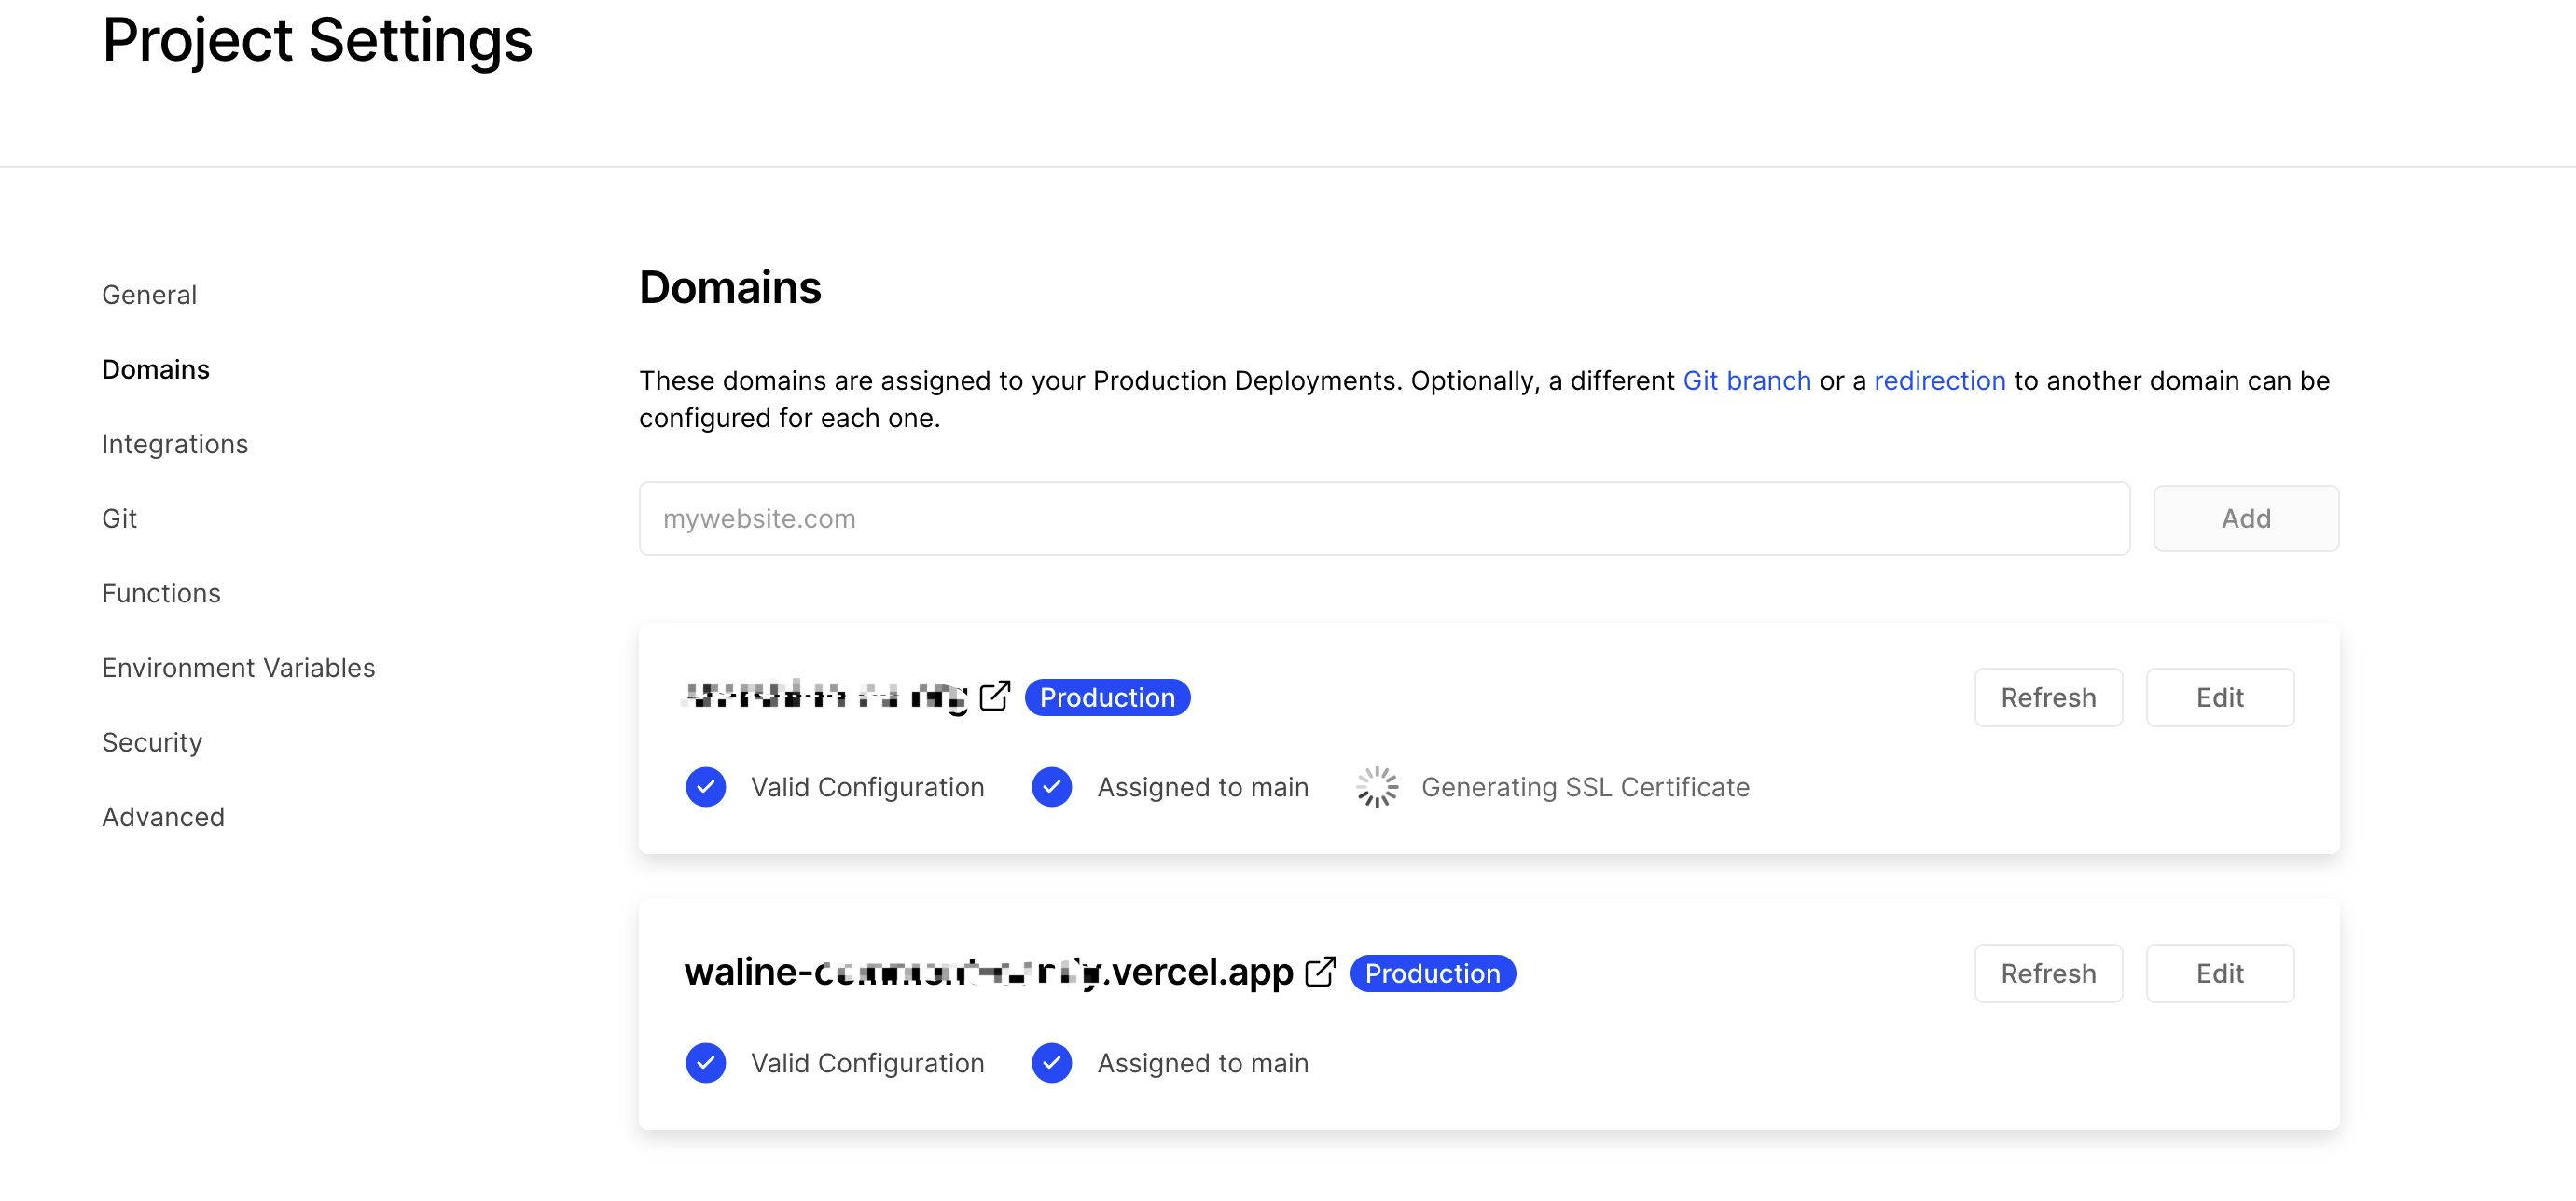 Project Settings
General
Domains
Integrations
Git
Functions
Environment Variables
Security
Advanced
Domains
These domains are assigned to your Production Deployments. Optionally, a different Git branch or a redirection to another domain can be
configured for each one.
mywebsite.com
Add
Production
Refresh
Edit
Valid Configuration
Assigned to main
Generating SSL Certificate
waline- .vercel.app
Production
Refresh
Edit
Valid Configuration
Assigned to main